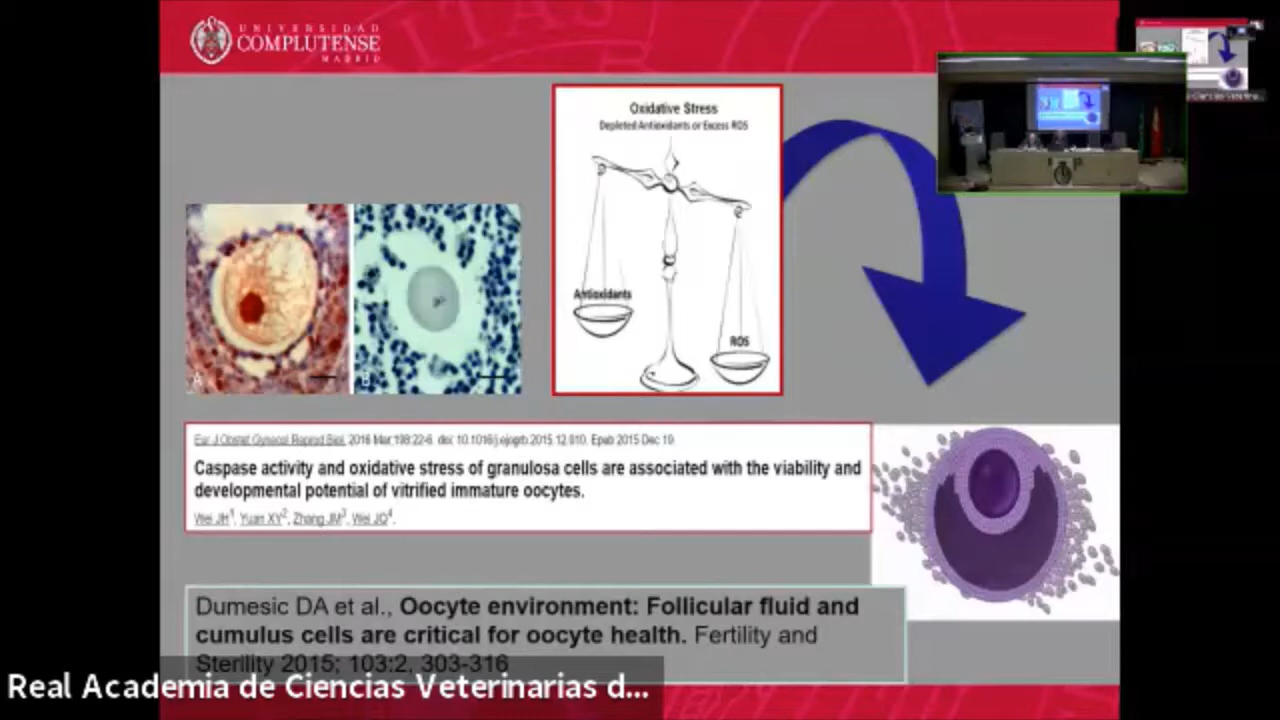 UNIVERSIDAD
COMPLUTENSE
MADRID
Oxidative Stress
Depleted Antioxidants or Excess ROS
Antioxidants
ROS
A
B
Eur J Obstet Gynecol Reprod Biol. 2016 Mar;198:22-6. doi: 10.1016/j.ejogrb.2015.12.010. Epub 2015 Dec 19.
Caspase activity and oxidative stress of granulosa cells are associated with the viability and
developmental potential of vitrified immature oocytes.
Wei JH1, Yuan XY2, Zhang JM3, Wei JQ4.
Dumesic DA et al., Oocyte environment: Follicular fluid and
cumulus cells are critical for oocyte health. Fertility and
Sterility 2015; 103:2, 303-316
Real Academia de Ciencias Veterinarias d...